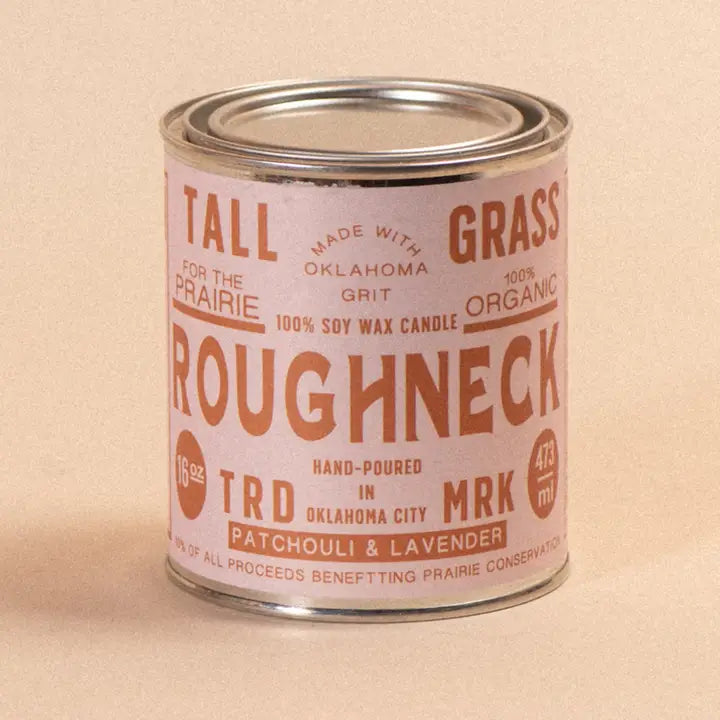 TALL
GRASS
MADE WITH
OKLAHOMA
GRIT
FOR THE
PRAIRIE
100%
ORGANIC
100% SOY WAX CANDLE
ROUGHNECK
16 oz
473
ml
TRD
HAND-POURED
IN
OKLAHOMA CITY
MRK
PATCHOULI & LAVENDER
OF ALL PROCEEDS BENEFTTING PRAIRIE CONSERVATION